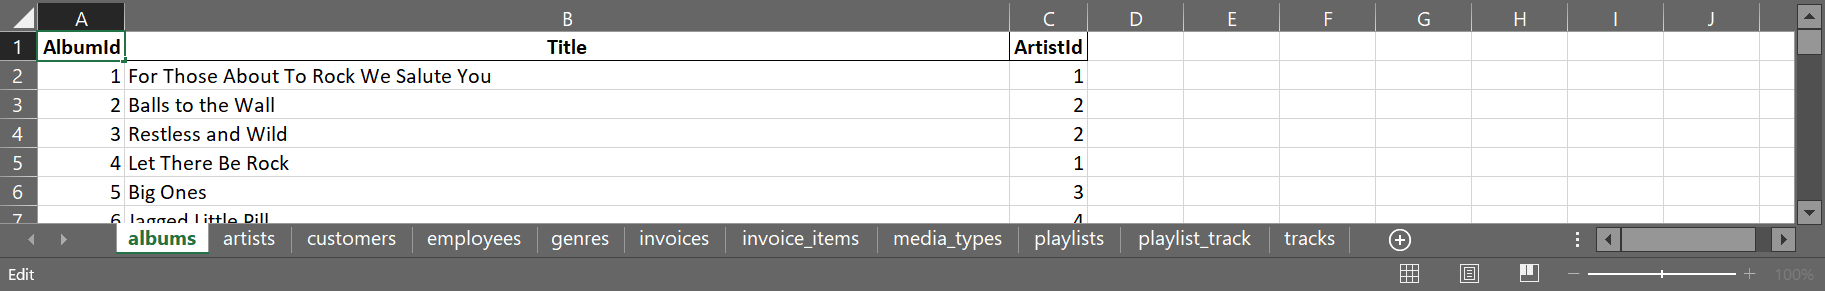 A B C D E F G H I J
1 AlbumId Title ArtistId
2 1 For Those About To Rock We Salute You 1
3 2 Balls to the Wall 2
4 3 Restless and Wild 2
5 4 Let There Be Rock 1
6 5 Big Ones 3
7 6 Jagged Little Pill 4
albums artists customers employees genres invoices invoice_items media_types playlists playlist_track tracks
Edit 100%